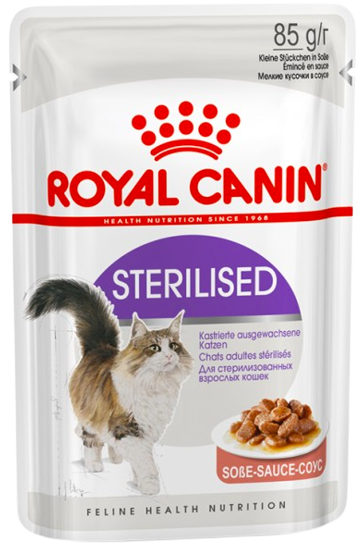 85 g/r
Kleine Stückchen in Soße
Émincé en sauce
Мелкие кусочки в соусе
ROYAL CANIN®
HEALTH NUTRITION SINCE 1968
STERILISED
Kastrierte ausgewachsene
Katzen
Chats adultes stérilisés
Для стерилизованных
взрослых кошек
SOßE-SAUCE-СОУС
FELINE HEALTH NUTRITION